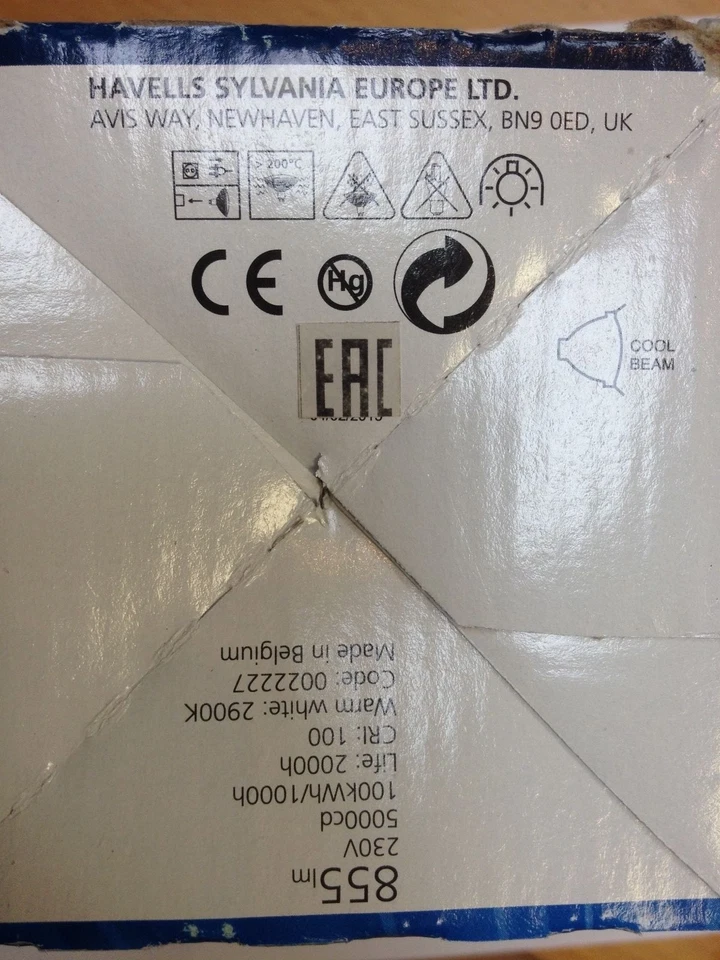 HAVELLS SYLVANIA EUROPE LTD.
AVIS WAY, NEWHAVEN, EAST SUSSEX, BN9 0ED, UK
> 200°C
CE
Hg
EAC
COOL
BEAM
855lm
230V
5000cd
100kWh/1000h
Life: 2000h
CRI: 100
Warm white: 2900K
Code: 0022227
Made in Belgium